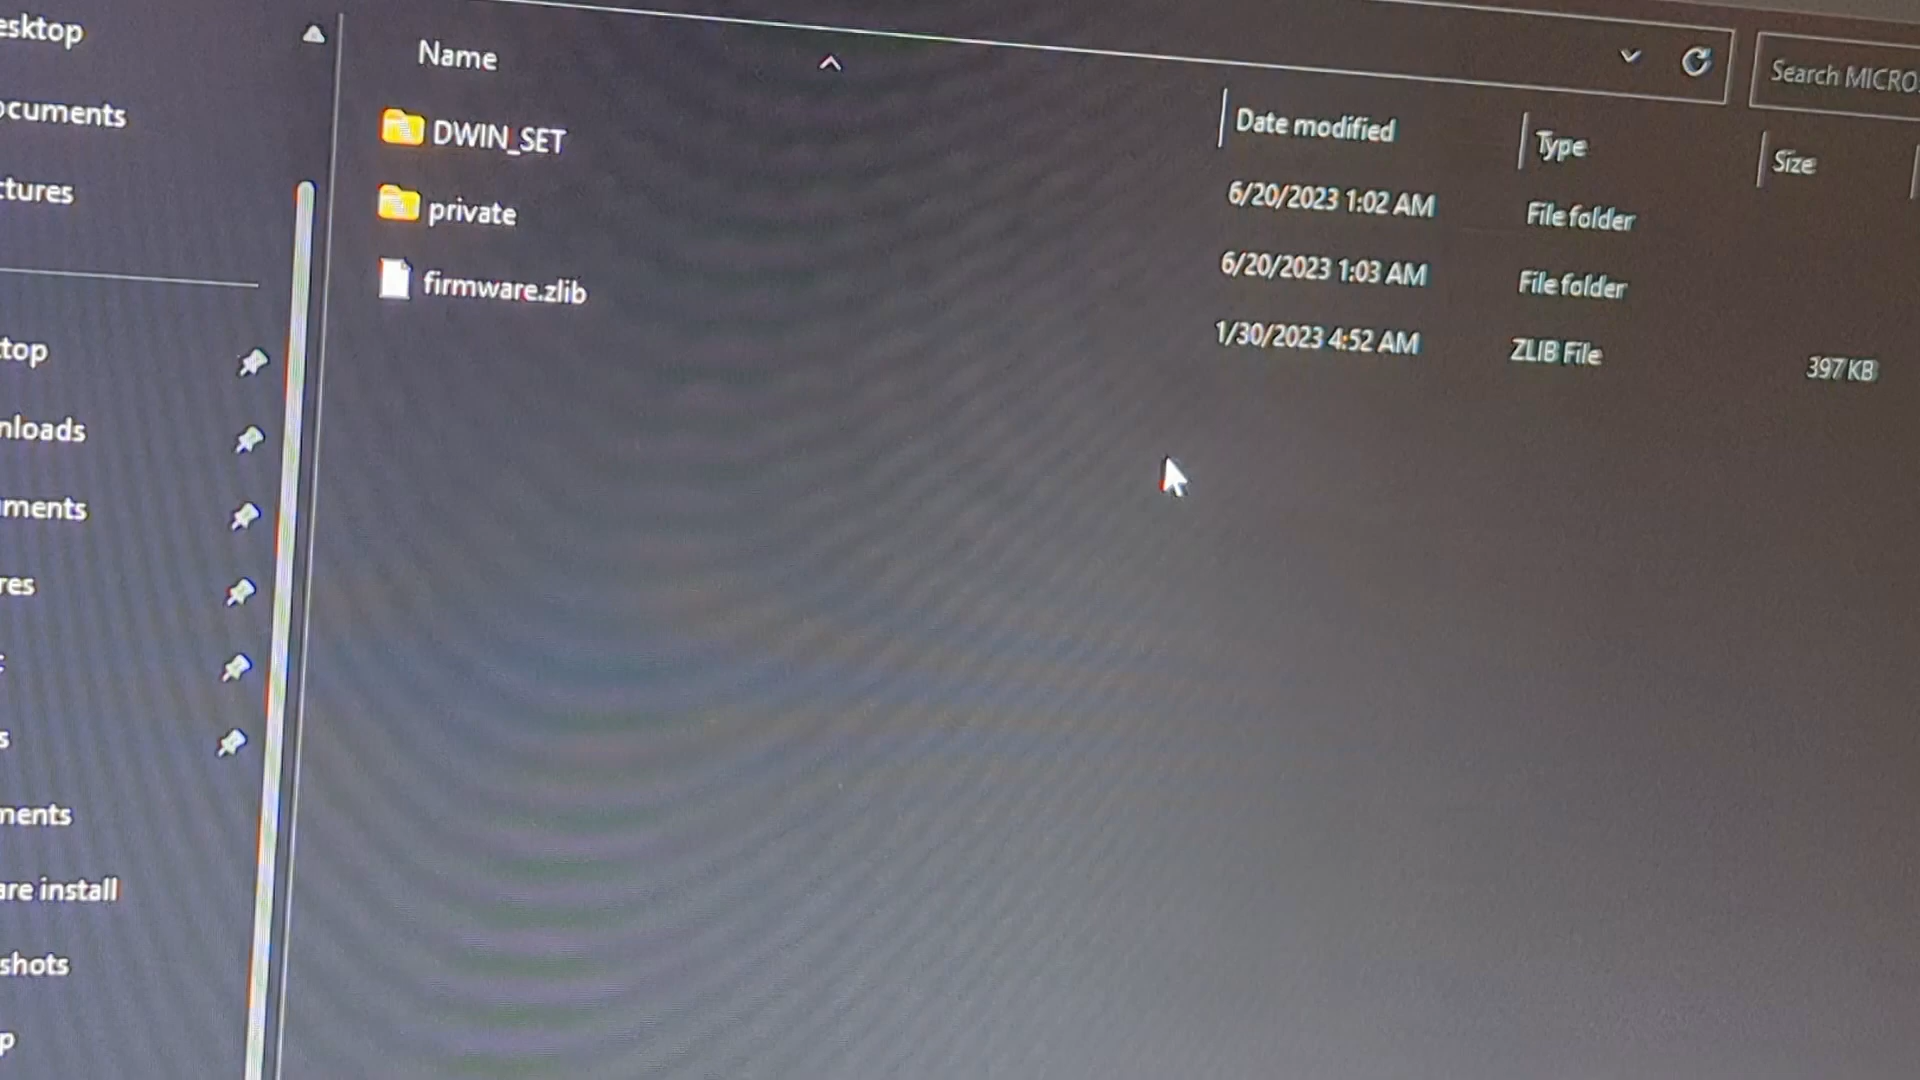 esktop
ocuments
ctures
top
nloads
uments
res
s
ments
are install
shots
p
Search MICRO
Name
Date modified
Type
Size
DWIN_SET
6/20/2023 1:02 AM
File folder
private
6/20/2023 1:03 AM
File folder
firmware.zlib
1/30/2023 4:52 AM
ZLIB File
397 KB